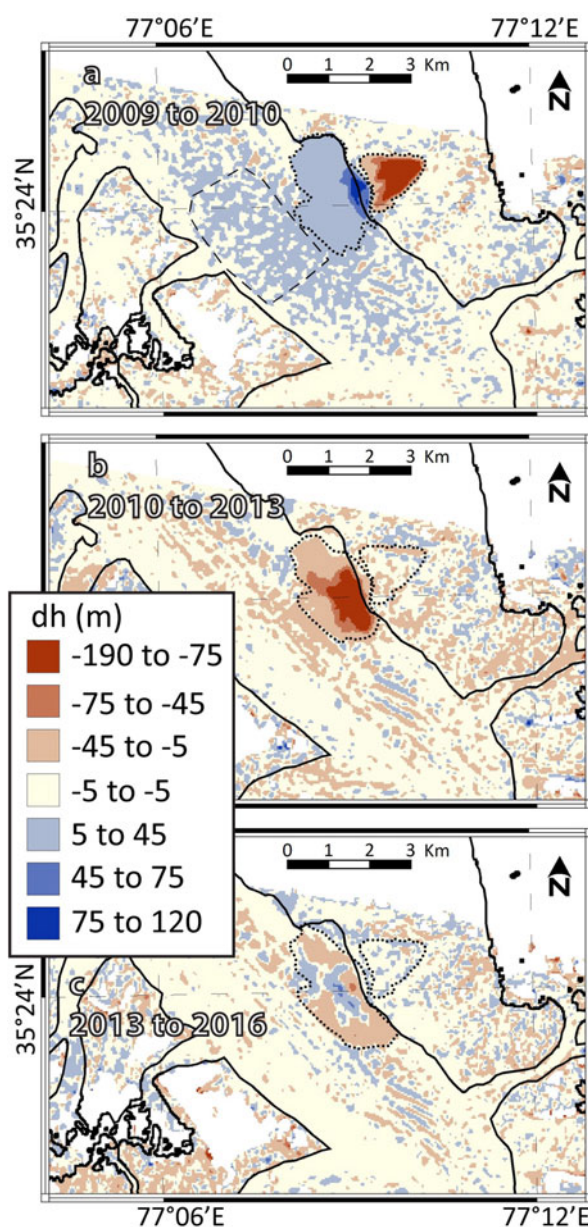 77°06'E 77°12'E
a
2009 to 2010
0 1 2 3 Km
N
35°24'N
b
2010 to 2013
0 1 2 3 Km
N
dh (m)
-190 to -75
-75 to -45
-45 to -5
-5 to -5
5 to 45
45 to 75
75 to 120
0 1 2 3 Km
N
35°24'N
c
2013 to 2016
77°06'E 77°12'E